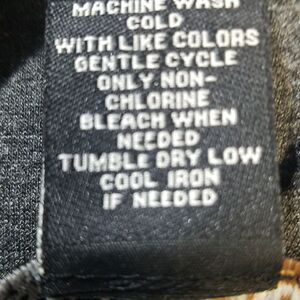 MACHINE WASH
COLD
WITH LIKE COLORS
GENTLE CYCLE
ONLY NON-
CHLORINE
BLEACH WHEN
NEEDED
TUMBLE DRY LOW
COOL IRON
IF NEEDED